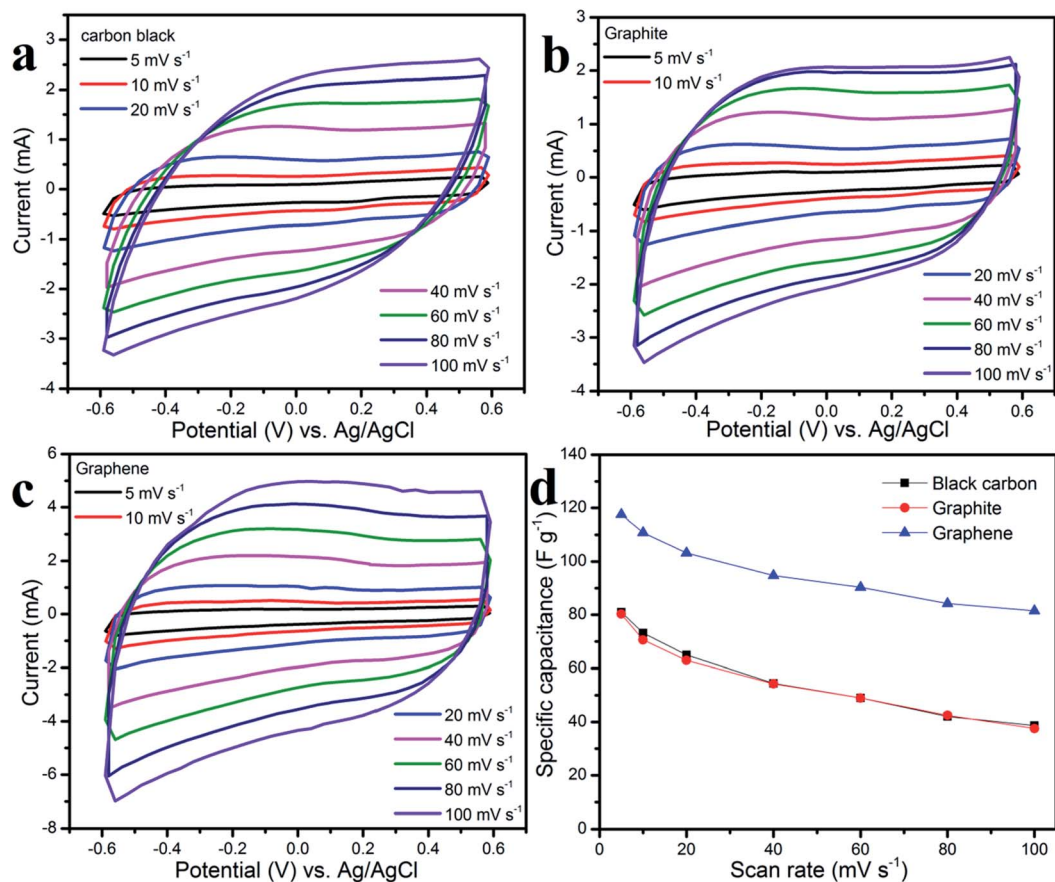 a
carbon black
5 mV s⁻¹
10 mV s⁻¹
20 mV s⁻¹
40 mV s⁻¹
60 mV s⁻¹
80 mV s⁻¹
100 mV s⁻¹
3
2
1
0
-1
-2
-3
-4
Current (mA)
-0.6 -0.4 -0.2 0.0 0.2 0.4 0.6
Potential (V) vs. Ag/AgCl
b
Graphite
5 mV s⁻¹
10 mV s⁻¹
20 mV s⁻¹
40 mV s⁻¹
60 mV s⁻¹
80 mV s⁻¹
100 mV s⁻¹
3
2
1
0
-1
-2
-3
-4
Current (mA)
-0.6 -0.4 -0.2 0.0 0.2 0.4 0.6
Potential (V) vs. Ag/AgCl
c
Graphene
5 mV s⁻¹
10 mV s⁻¹
20 mV s⁻¹
40 mV s⁻¹
60 mV s⁻¹
80 mV s⁻¹
100 mV s⁻¹
6
4
2
0
-2
-4
-6
-8
Current (mA)
-0.6 -0.4 -0.2 0.0 0.2 0.4 0.6
Potential (V) vs. Ag/AgCl
d
Black carbon
Graphite
Graphene
140
120
100
80
60
40
20
0
Specific capacitance (F g⁻¹)
0 20 40 60 80 100
Scan rate (mV s⁻¹)